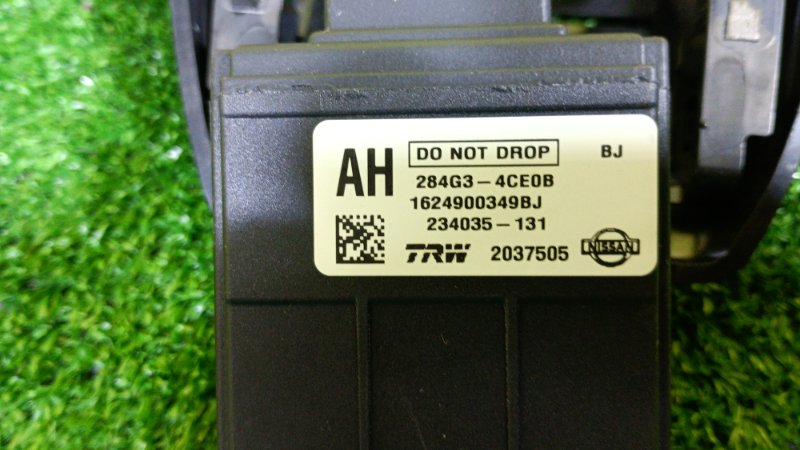 AH DO NOT DROP BJ
284G3-4CE0B
1624900349BJ
234035-131
TRW 2037505 NISSAN